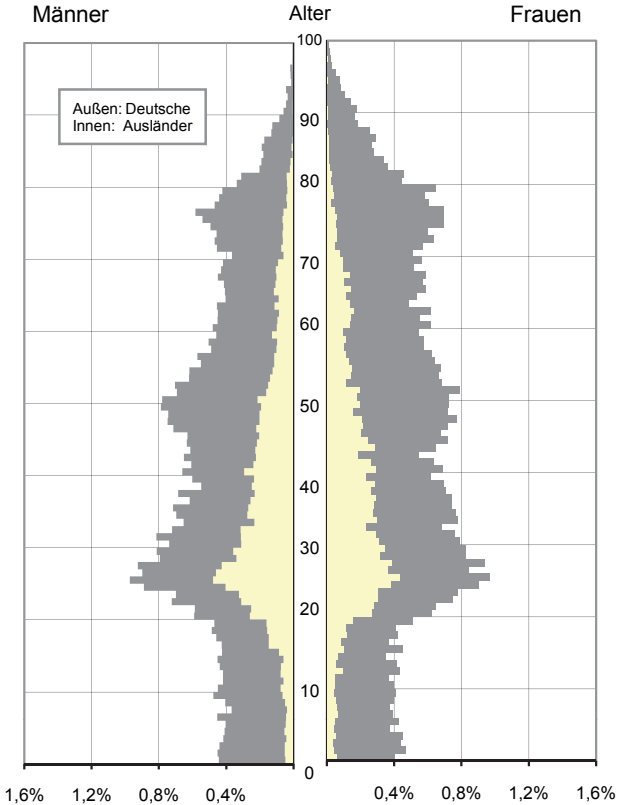 Männer Alter Frauen
Außen: Deutsche
Innen: Ausländer
100
90
80
70
60
50
40
30
20
10
0
1,6% 1,2% 0,8% 0,4% 0,4% 0,8% 1,2% 1,6%